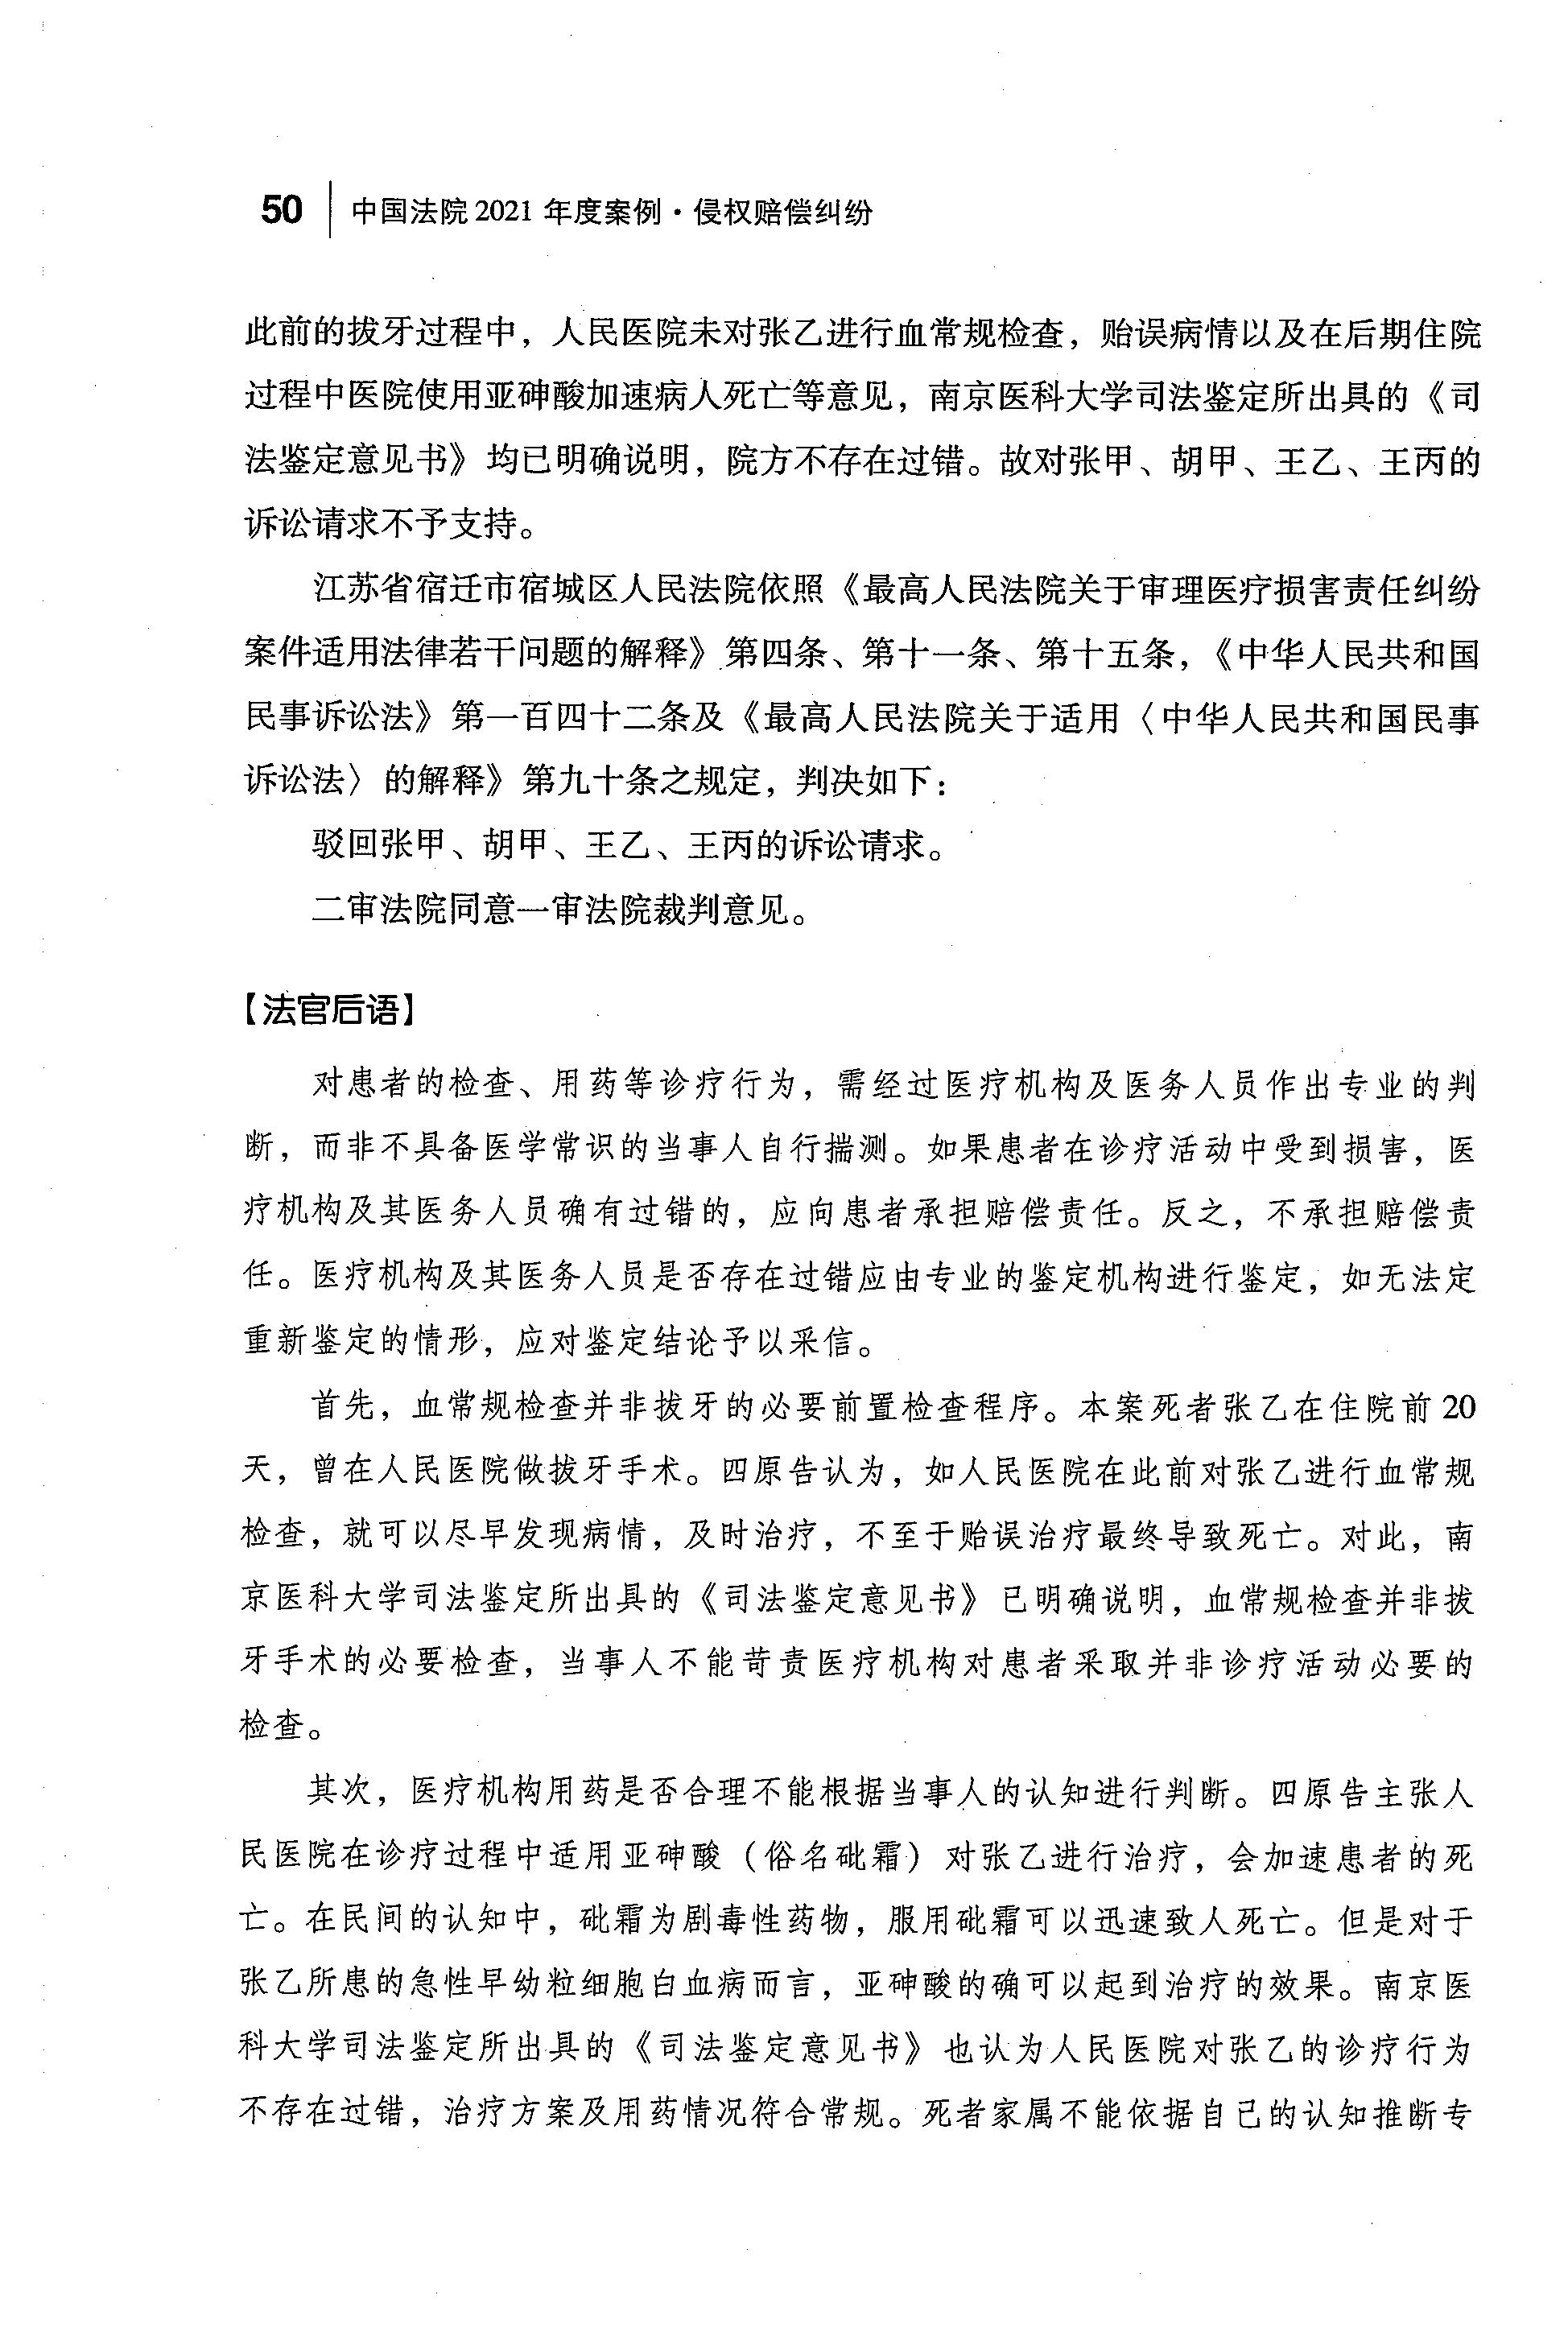 50 中国法院2021年度案例·侵权赔偿纠纷
此前的拔牙过程中，人民医院未对张乙进行血常规检查，贻误病情以及在后期住院
过程中医院使用亚砷酸加速病人死亡等意见，南京医科大学司法鉴定所出具的《司
法鉴定意见书》均已明确说明，院方不存在过错。故对张甲、胡甲、王乙、王丙的
诉讼请求不予支持。
江苏省宿迁市宿城区人民法院依照《最高人民法院关于审理医疗损害责任纠纷
案件适用法律若干问题的解释》第四条、第十一条、第十五条，《中华人民共和国
民事诉讼法》第一百四十二条及《最高人民法院关于适用〈中华人民共和国民事
诉讼法〉的解释》第九十条之规定，判决如下：
驳回张甲、胡甲、王乙、王丙的诉讼请求。
二审法院同意一审法院裁判意见。
【法官后语】
对患者的检查、用药等诊疗行为，需经过医疗机构及医务人员作出专业的判
断，而非不具备医学常识的当事人自行揣测。如果患者在诊疗活动中受到损害，医
疗机构及其医务人员确有过错的，应向患者承担赔偿责任。反之，不承担赔偿责
任。医疗机构及其医务人员是否存在过错应由专业的鉴定机构进行鉴定，如无法定
重新鉴定的情形，应对鉴定结论予以采信。
首先，血常规检查并非拔牙的必要前置检查程序。本案死者张乙在住院前20
天，曾在人民医院做拔牙手术。四原告认为，如人民医院在此前对张乙进行血常规
检查，就可以尽早发现病情，及时治疗，不至于贻误治疗最终导致死亡。对此，南
京医科大学司法鉴定所出具的《司法鉴定意见书》已明确说明，血常规检查并非拔
牙手术的必要检查，当事人不能苛责医疗机构对患者采取并非诊疗活动必要的
检查。
其次，医疗机构用药是否合理不能根据当事人的认知进行判断。四原告主张人
民医院在诊疗过程中适用亚砷酸（俗名砒霜）对张乙进行治疗，会加速患者的死
亡。在民间的认知中，砒霜为剧毒性药物，服用砒霜可以迅速致人死亡。但是对于
张乙所患的急性早幼粒细胞白血病而言，亚砷酸的确可以起到治疗的效果。南京医
科大学司法鉴定所出具的《司法鉴定意见书》也认为人民医院对张乙的诊疗行为
不存在过错，治疗方案及用药情况符合常规。死者家属不能依据自己的认知推断专